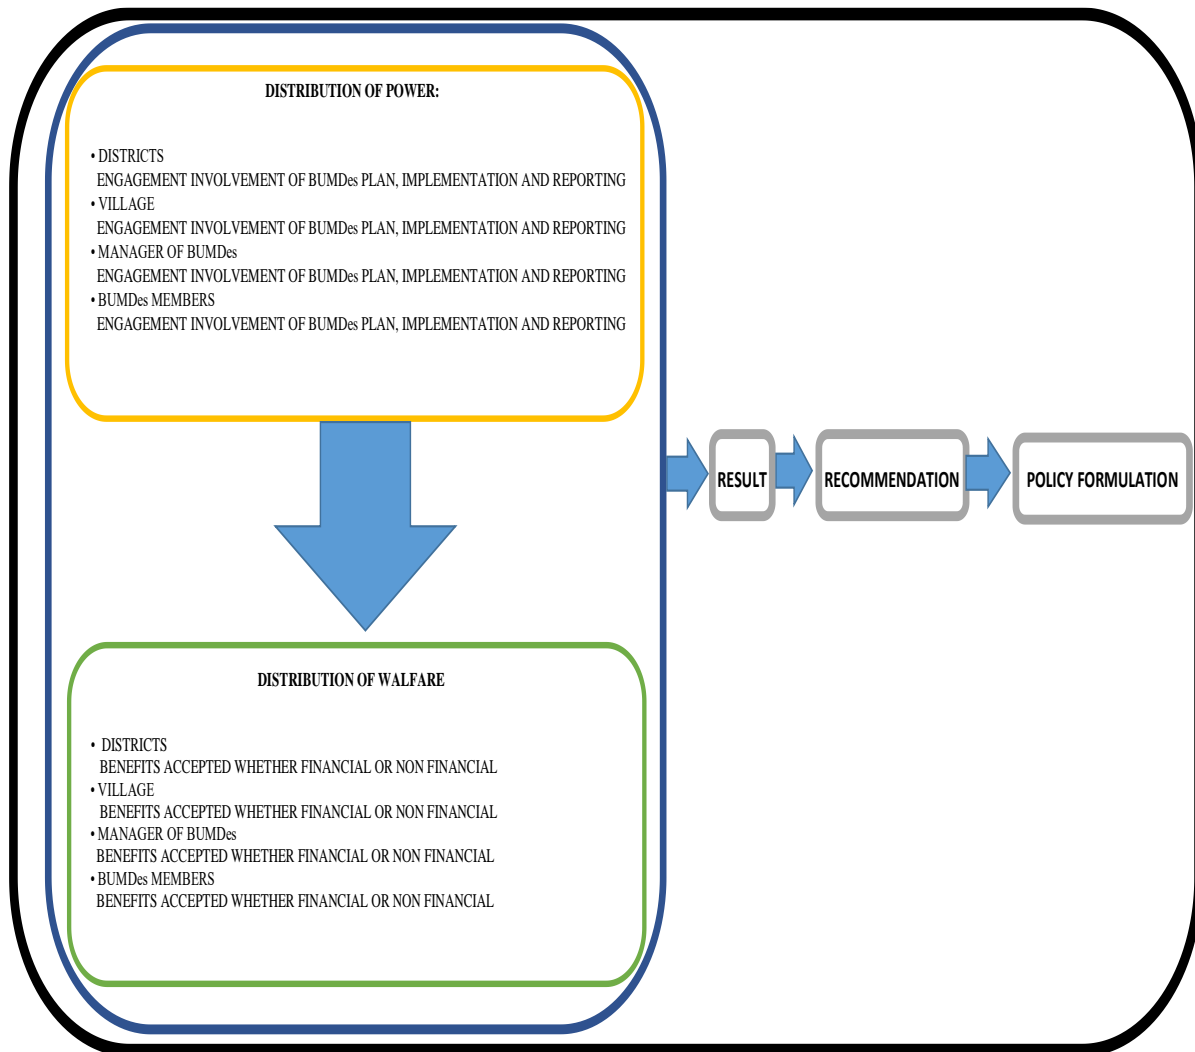 DISTRIBUTION OF POWER:
• DISTRICTS
ENGAGEMENT INVOLVEMENT OF BUMDes PLAN, IMPLEMENTATION AND REPORTING
• VILLAGE
ENGAGEMENT INVOLVEMENT OF BUMDes PLAN, IMPLEMENTATION AND REPORTING
• MANAGER OF BUMDes
ENGAGEMENT INVOLVEMENT OF BUMDes PLAN, IMPLEMENTATION AND REPORTING
• BUMDes MEMBERS
ENGAGEMENT INVOLVEMENT OF BUMDes PLAN, IMPLEMENTATION AND REPORTING
DISTRIBUTION OF WALFARE
• DISTRICTS
BENEFITS ACCEPTED WHETHER FINANCIAL OR NON FINANCIAL
• VILLAGE
BENEFITS ACCEPTED WHETHER FINANCIAL OR NON FINANCIAL
• MANAGER OF BUMDes
BENEFITS ACCEPTED WHETHER FINANCIAL OR NON FINANCIAL
• BUMDes MEMBERS
BENEFITS ACCEPTED WHETHER FINANCIAL OR NON FINANCIAL
RESULT
RECOMMENDATION
POLICY FORMULATION